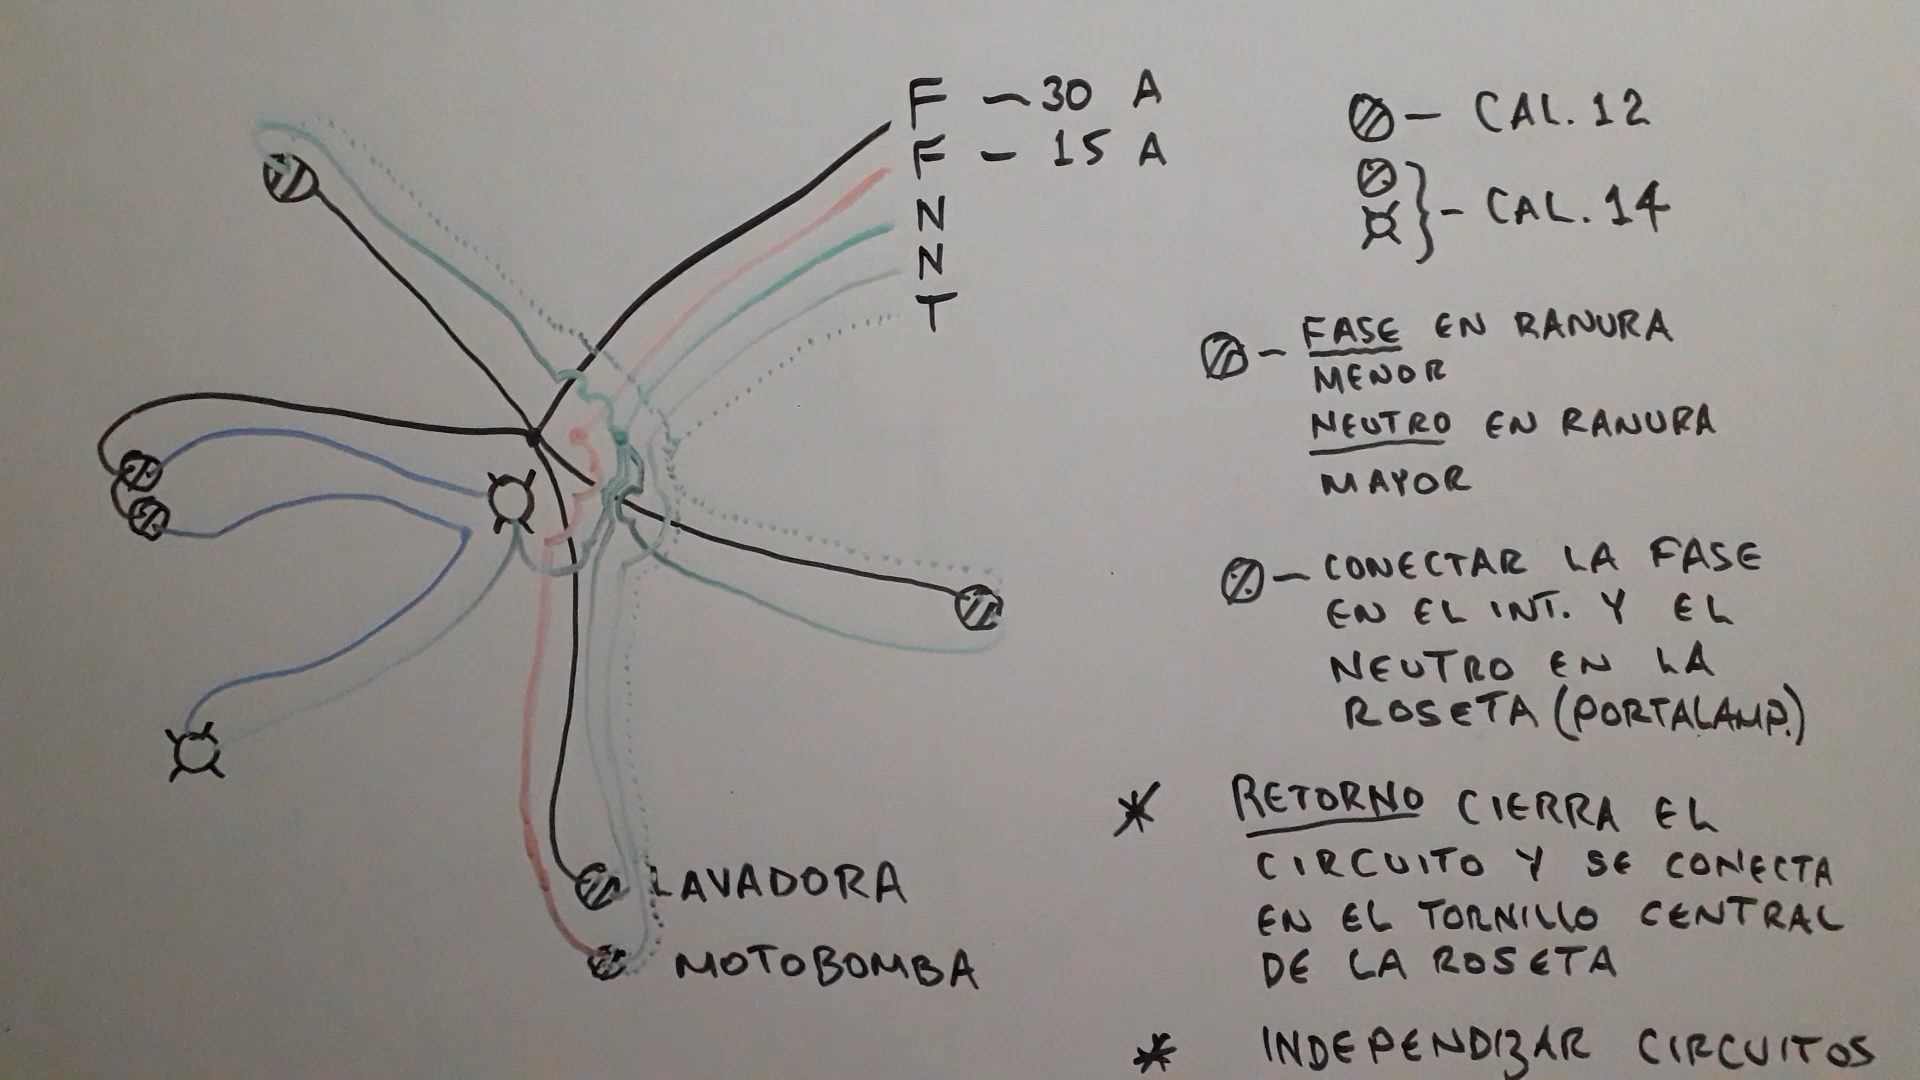 F - 30 A
F - 15 A
N
N
T
LAVADORA
MOTOBOMBA
- CAL. 12
- CAL. 14
- FASE EN RANURA
MENOR
NEUTRO EN RANURA
MAYOR
- CONECTAR LA FASE
EN EL INT. Y EL
NEUTRO EN LA
ROSETA (PORTALAMP.)
* RETORNO CIERRA EL
CIRCUITO Y SE CONECTA
EN EL TORNILLO CENTRAL
DE LA ROSETA
* INDEPENDIZAR CIRCUITOS